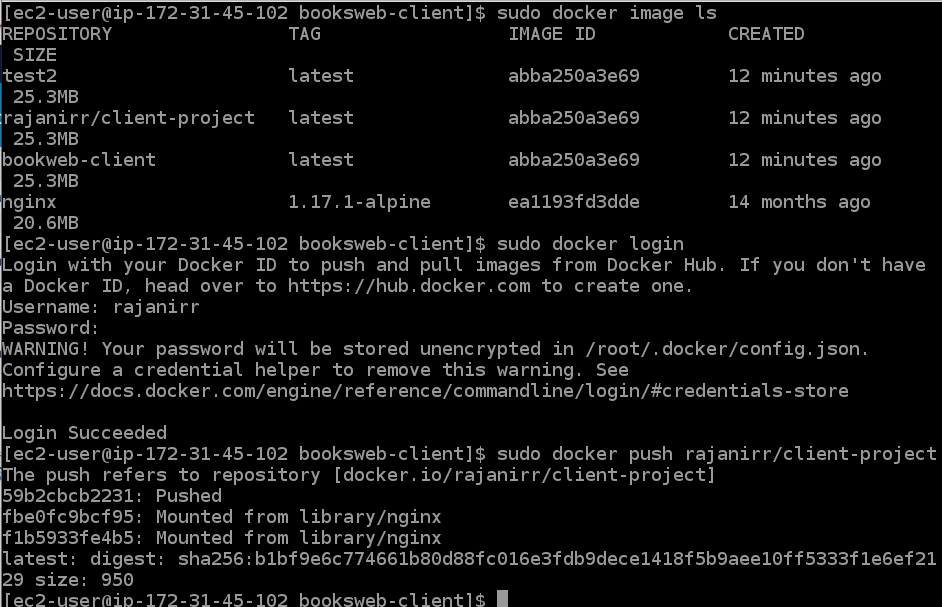 [ec2-user@ip-172-31-45-102 booksweb-client]$ sudo docker image ls
REPOSITORY TAG IMAGE ID CREATED
SIZE
test2 latest abba250a3e69 12 minutes ago
25.3MB
rajanirr/client-project latest abba250a3e69 12 minutes ago
25.3MB
bookweb-client latest abba250a3e69 12 minutes ago
25.3MB
nginx 1.17.1-alpine ea1193fd3dde 14 months ago
20.6MB
[ec2-user@ip-172-31-45-102 booksweb-client]$ sudo docker login
Login with your Docker ID to push and pull images from Docker Hub. If you don't have
a Docker ID, head over to https://hub.docker.com to create one.
Username: rajanirr
Password:
WARNING! Your password will be stored unencrypted in /root/.docker/config.json.
Configure a credential helper to remove this warning. See
https://docs.docker.com/engine/reference/commandline/login/#credentials-store
Login Succeeded
[ec2-user@ip-172-31-45-102 booksweb-client]$ sudo docker push rajanirr/client-project
The push refers to repository [docker.io/rajanirr/client-project]
59b2cbcb2231: Pushed
fbe0fc9bcf95: Mounted from library/nginx
f1b5933fe4b5: Mounted from library/nginx
latest: digest: sha256:b1bf9e6c774661b80d88fc016e3fdb9dece1418f5b9aee10ff5333f1e6ef21
29 size: 950
[ec2-user@ip-172-31-45-102 booksweb-client]$